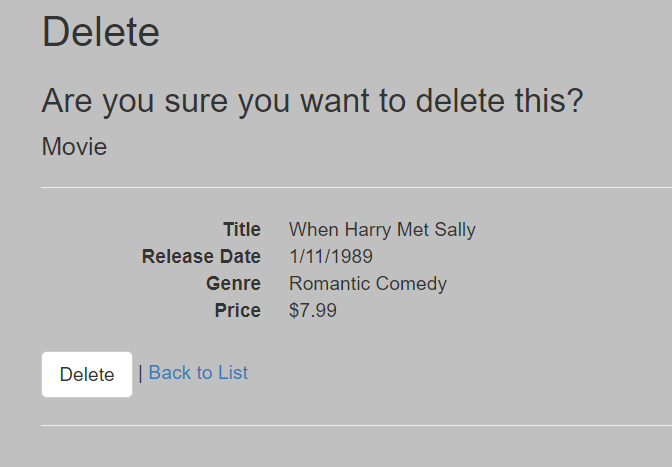 Delete
Are you sure you want to delete this?
Movie
Title When Harry Met Sally
Release Date 1/11/1989
Genre Romantic Comedy
Price $7.99
Delete | Back to List